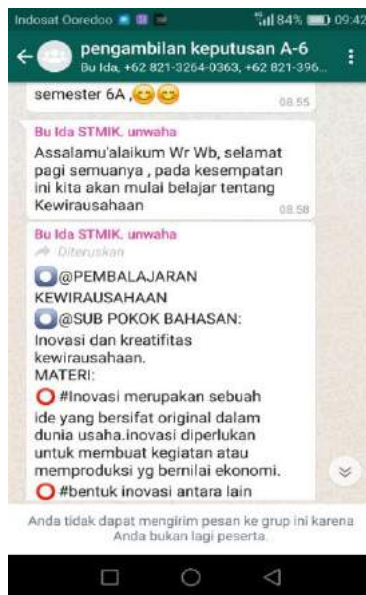 Indosat Ooredoo 84% 09:42
pengambilan keputusan A-6
Bu Ida, +62 821-3264-0363, +62 821-396...
semester 6A ,😊😊
08.55
Bu Ida STMIK. unwaha
Assalamu'alaikum Wr Wb, selamat
pagi semuanya , pada kesempatan
ini kita akan mulai belajar tentang
Kewirausahaan
08.58
Bu Ida STMIK. unwaha
Diteruskan
@PEMBALAJARAN
KEWIRAUSAHAAN
@SUB POKOK BAHASAN:
Inovasi dan kreatifitas
kewirausahaan.
MATERI:
⭕ #Inovasi merupakan sebuah
ide yang bersifat original dalam
dunia usaha.inovasi diperlukan
untuk membuat kegiatan atau
memproduksi yg bernilai ekonomi.
⭕ #bentuk inovasi antara lain
Anda tidak dapat mengirim pesan ke grup ini karena
Anda bukan lagi peserta.